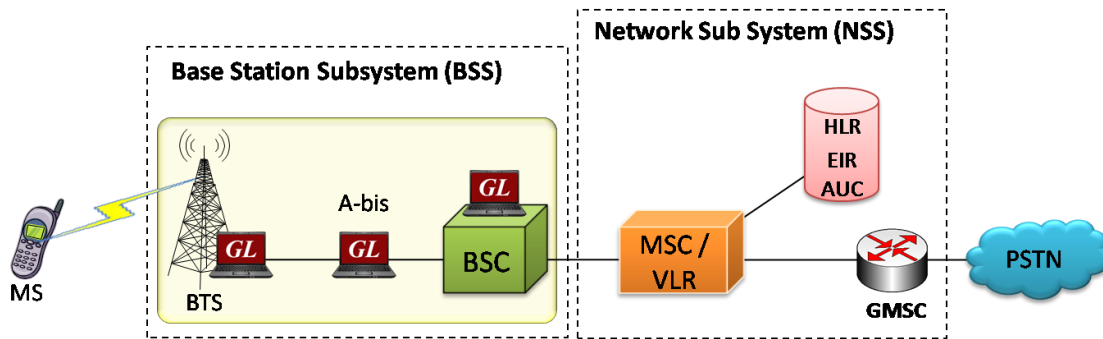 Network Sub System (NSS)
Base Station Subsystem (BSS)
HLR
EIR
AUC
GL
A-bis
GL
GL
BSC
MSC /
VLR
PSTN
MS
BTS
GMSC